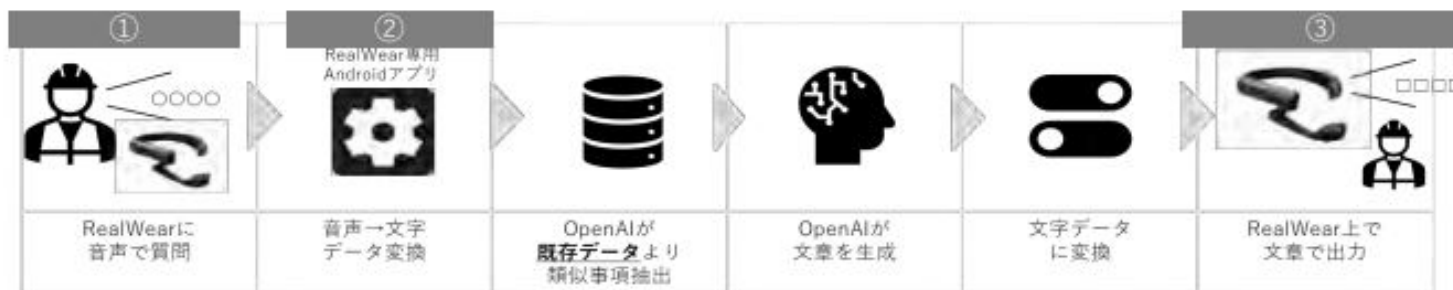 ①
②
③
RealWear専用
Androidアプリ
○○○○
□□□□
RealWearに
音声で質問
音声→文字
データ変換
OpenAIが
既存データより
類似事項抽出
OpenAIが
文章を生成
文字データ
に変換
RealWear上で
文章で出力